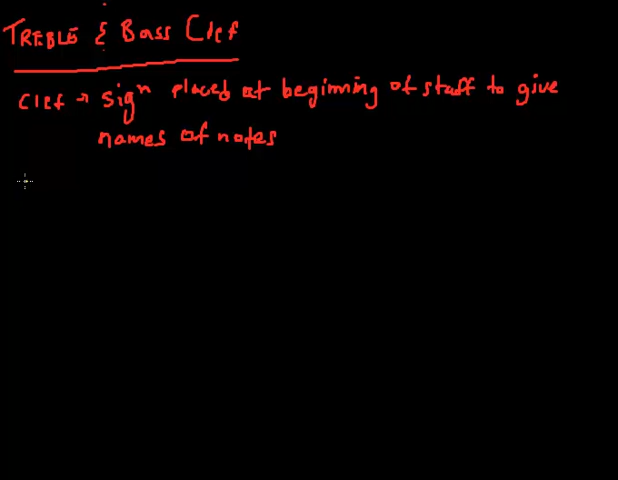 TREBLE & Bass Clef
Clef → sign placed at beginning of staff to give
names of notes